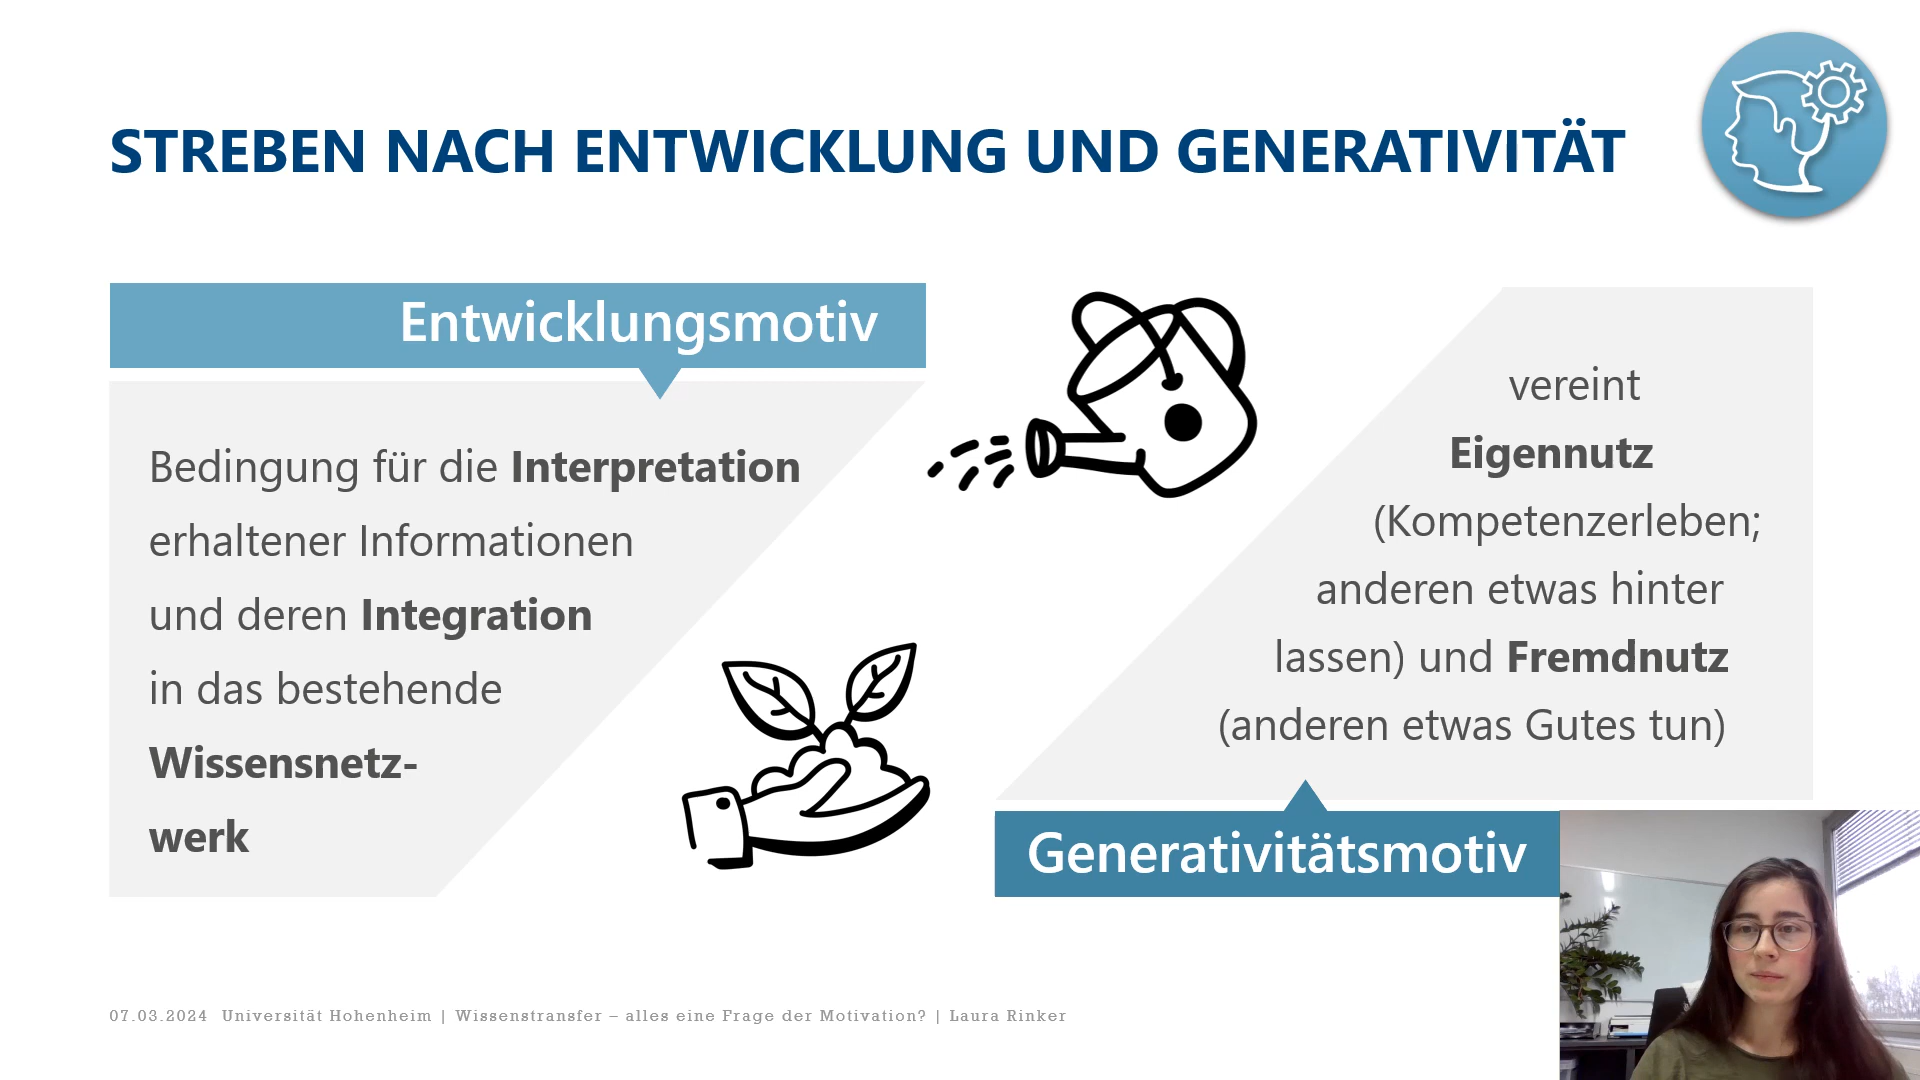 STREBEN NACH ENTWICKLUNG UND GENERATIVITÄT
Entwicklungsmotiv
Bedingung für die Interpretation
erhaltener Informationen
und deren Integration
in das bestehende
Wissensnetz-
werk
vereint
Eigennutz
(Kompetenzerleben;
anderen etwas hinter
lassen) und Fremdnutz
(anderen etwas Gutes tun)
Generativitätsmotiv
07.03.2024 Universität Hohenheim | Wissenstransfer – alles eine Frage der Motivation? | Laura Rinker